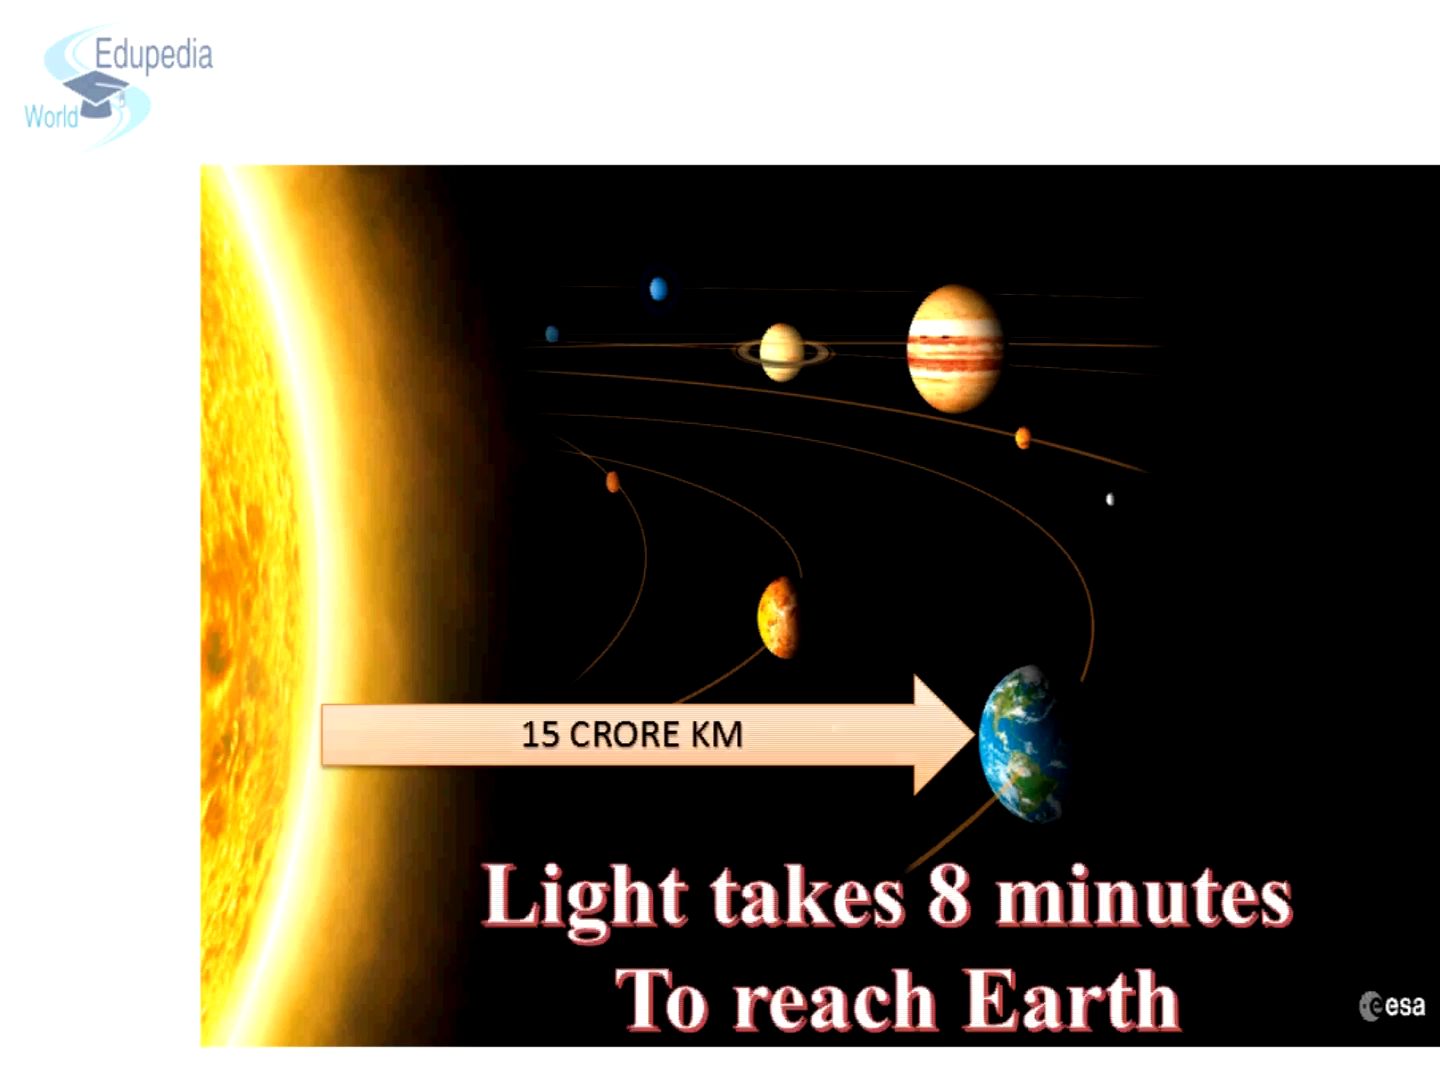 Edupedia
World
15 CRORE KM
Light takes 8 minutes
To reach Earth
esa